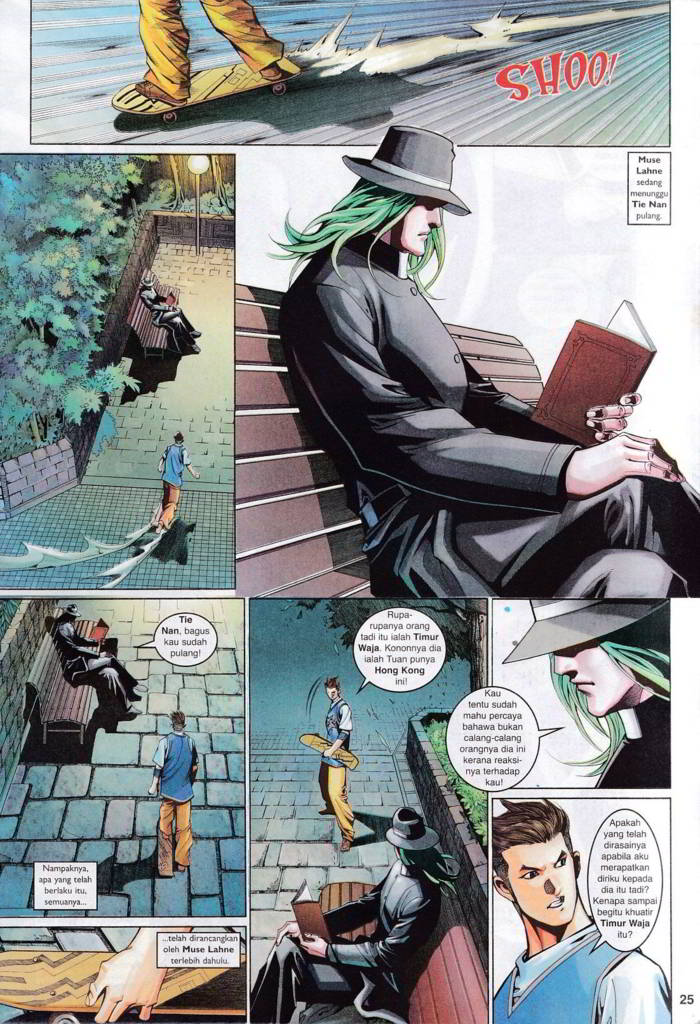 SHOO!
Muse
Lahne
sedang
menunggu
Tie Nan
pulang.
Tie
Nan, bagus
kau sudah
pulang!
Nampaknya,
apa yang telah
berlaku itu,
semuanya...
...telah dirancangkan
oleh Muse Lahne
terlebih dahulu.
Rupa-
rupanya orang
tadi itu ialah Timur
Waja. Kononnya dia
ialah Tuan punya
Hong Kong
ini!
Kau
tentu sudah
mahu percaya
bahawa bukan
calang-calang
orangnya dia ini
kerana reaksi-
nya terhadap
kau!
Apakah
yang telah
dirasainya
apabila aku
merapatkan
diriku kepada
dia itu tadi?
Kenapa sampai
begitu khuatir
Timur Waja
itu?
25